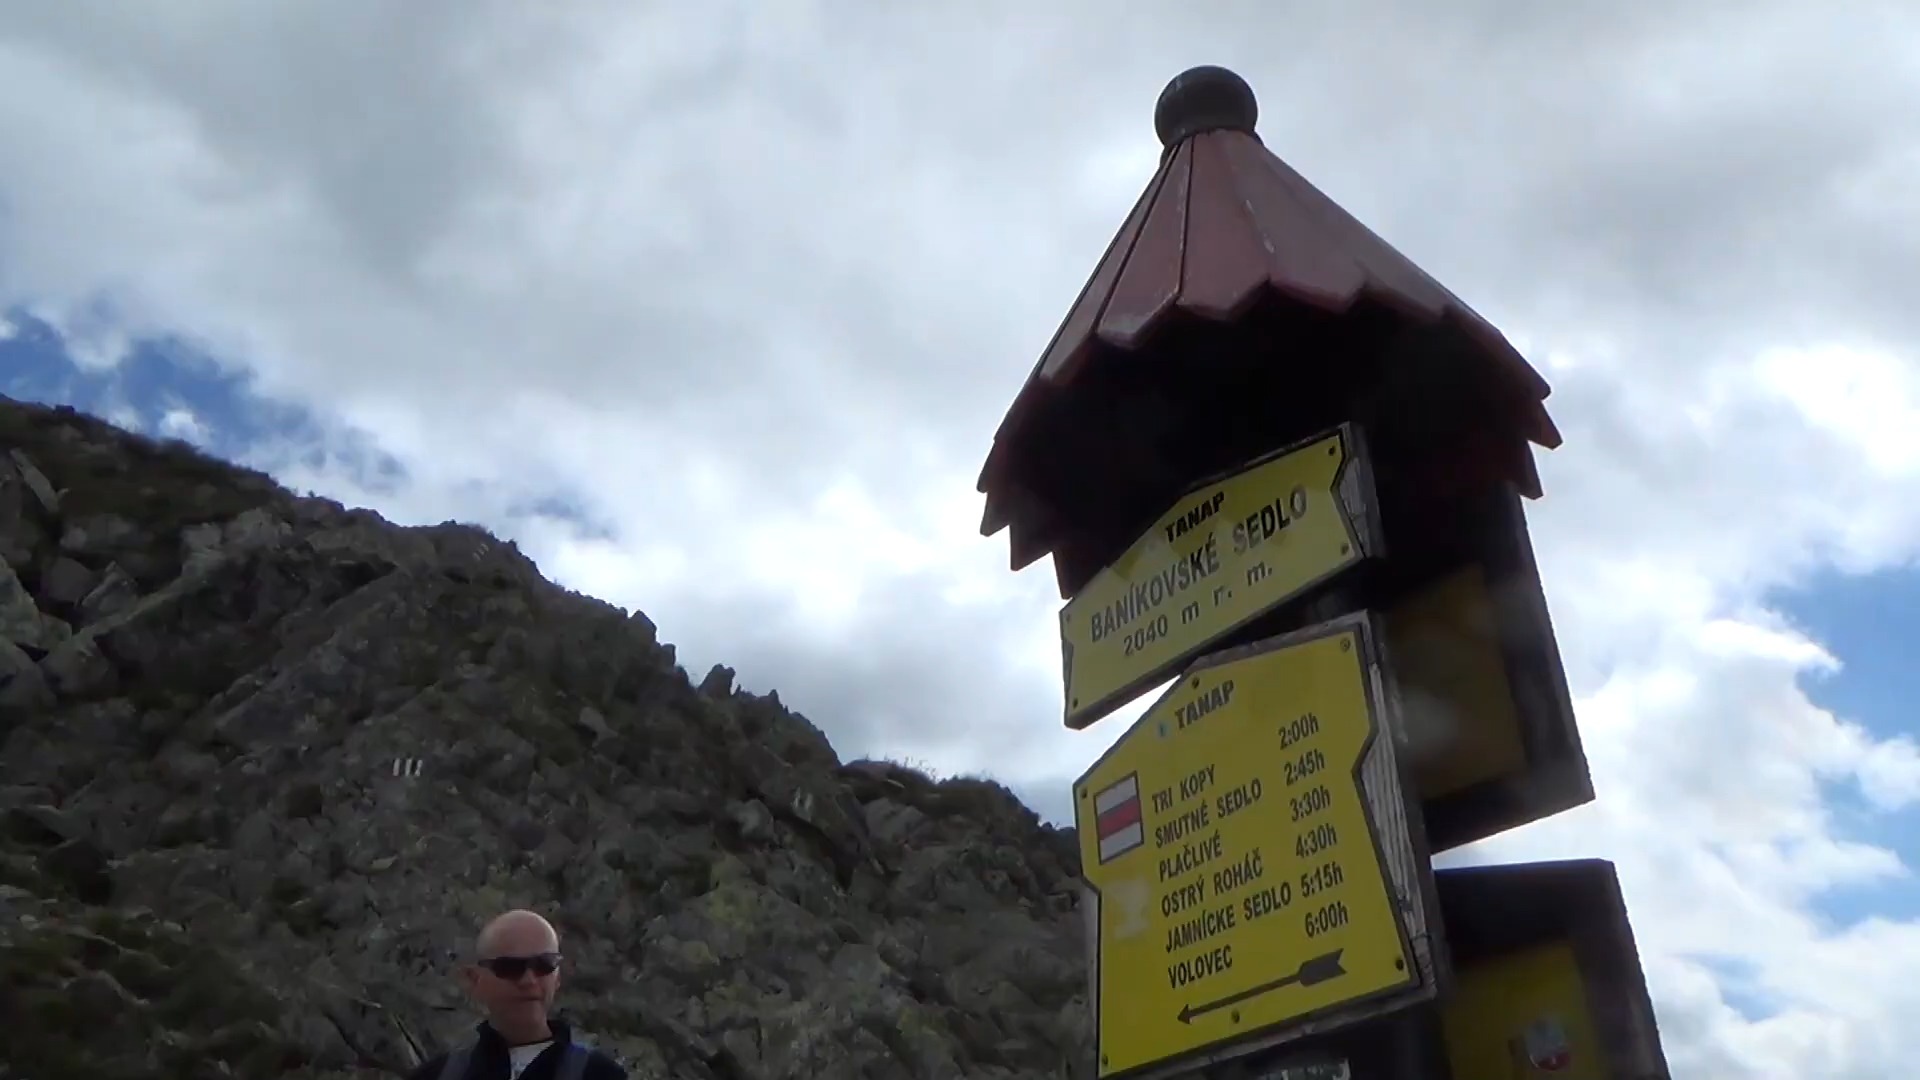 TANAP
BANÍKOVSKÉ SEDLO
2040 m n. m.
TANAP
TRI KOPY 2:00h
SMUTNÉ SEDLO 2:45h
PLAČLIVÉ 3:30h
OSTRÝ ROHÁČ 4:30h
JAMNÍCKE SEDLO 5:15h
VOLOVEC 6:00h